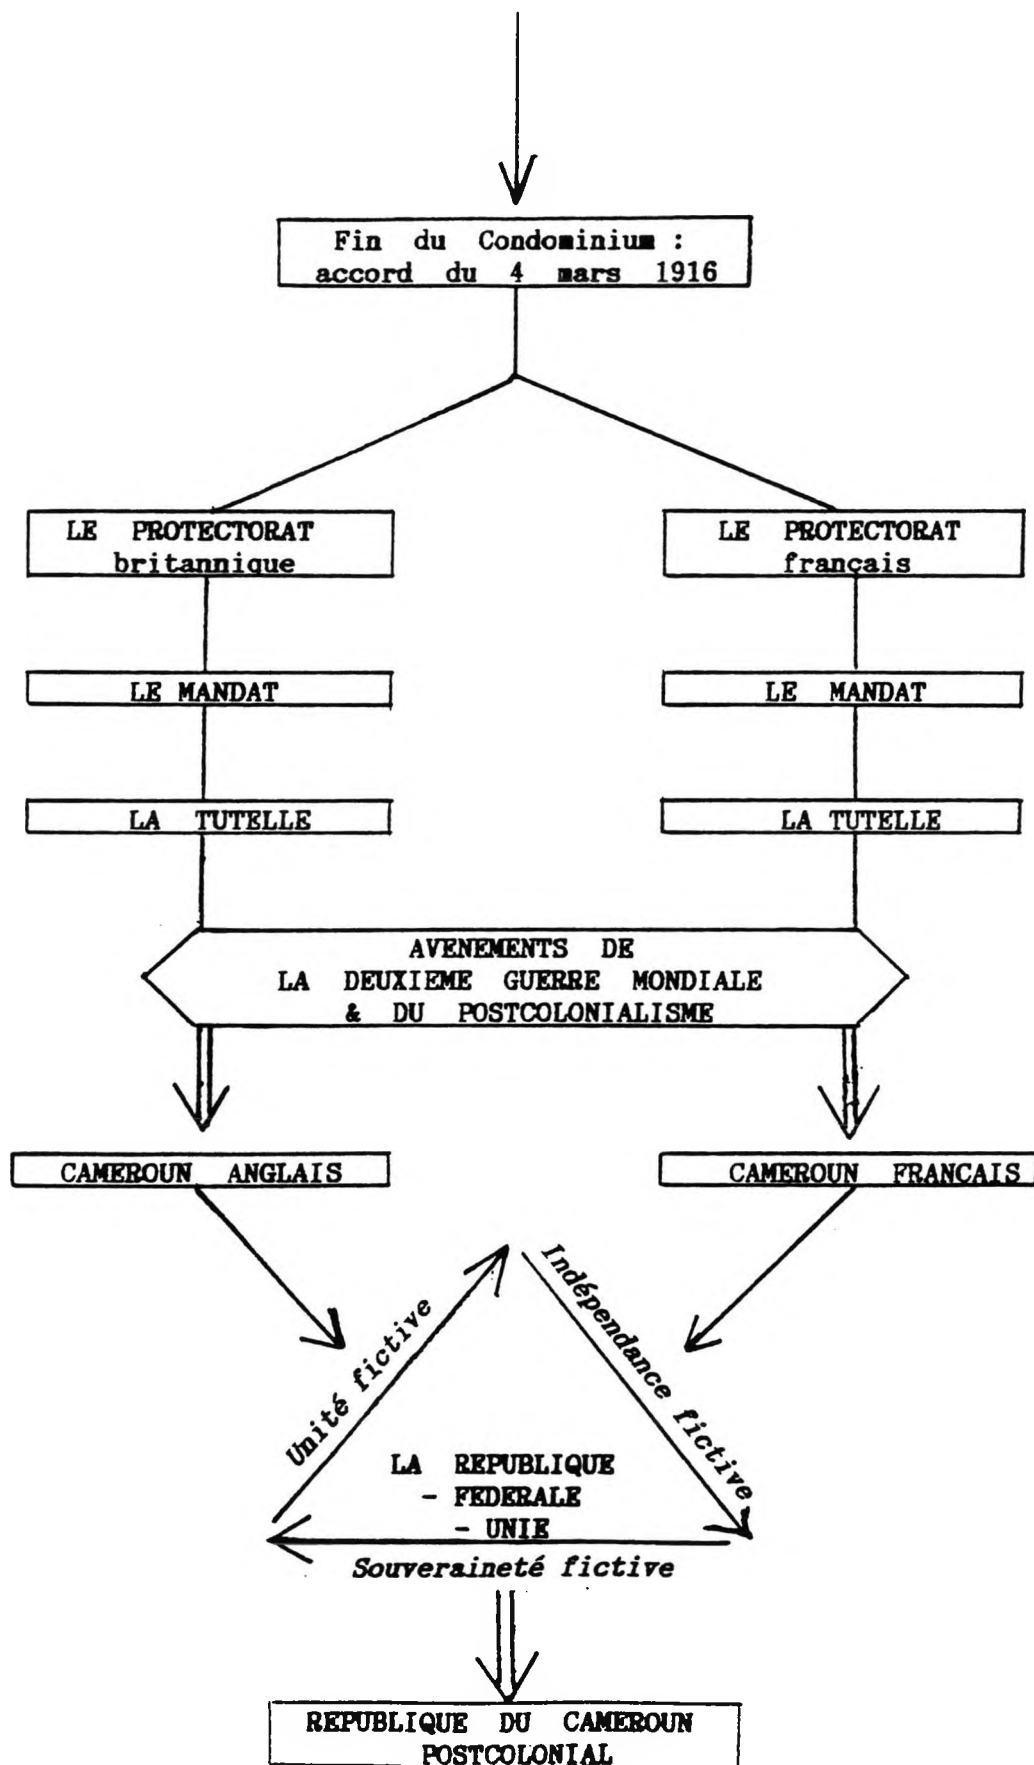 Fin du Condominium :
accord du 4 mars 1916
LE PROTECTORAT
britannique
LE PROTECTORAT
français
LE MANDAT
LE MANDAT
LA TUTELLE
LA TUTELLE
AVENEMENTS DE
LA DEUXIEME GUERRE MONDIALE
& DU POSTCOLONIALISME
CAMEROUN ANGLAIS
CAMEROUN FRANCAIS
Unité fictive
Indépendance fictive
LA REPUBLIQUE
- FEDERALE
- UNIE
Souveraineté fictive
REPUBLIQUE DU CAMEROUN
POSTCOLONIAL